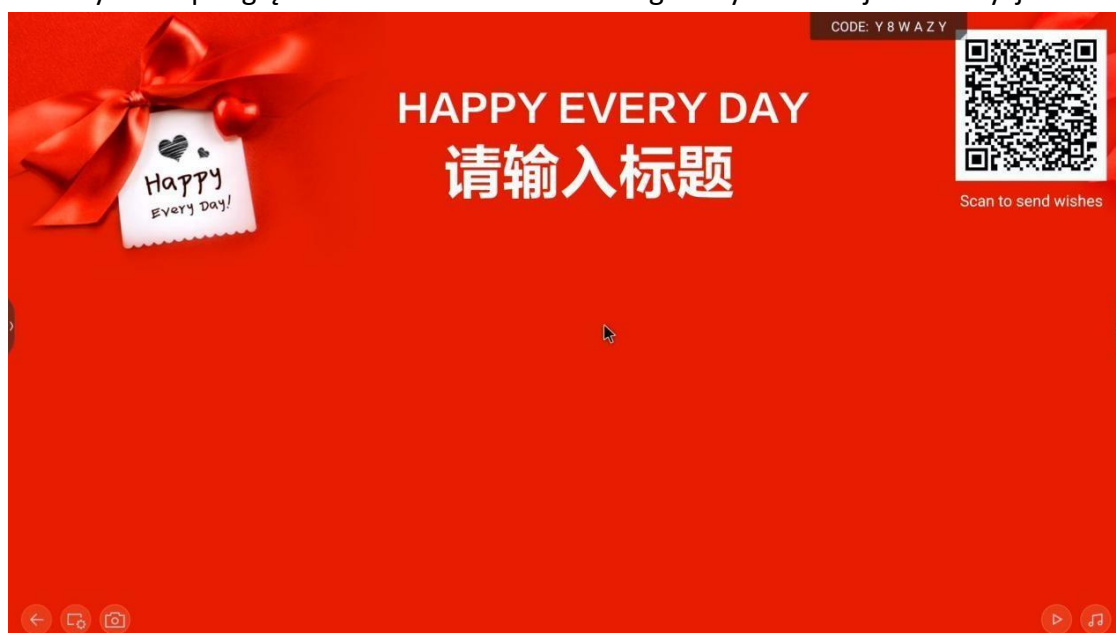 CODE: Y 8 W A Z Y
HAPPY EVERY DAY
请输入标题
Happy
Every Day!
Scan to send wishes